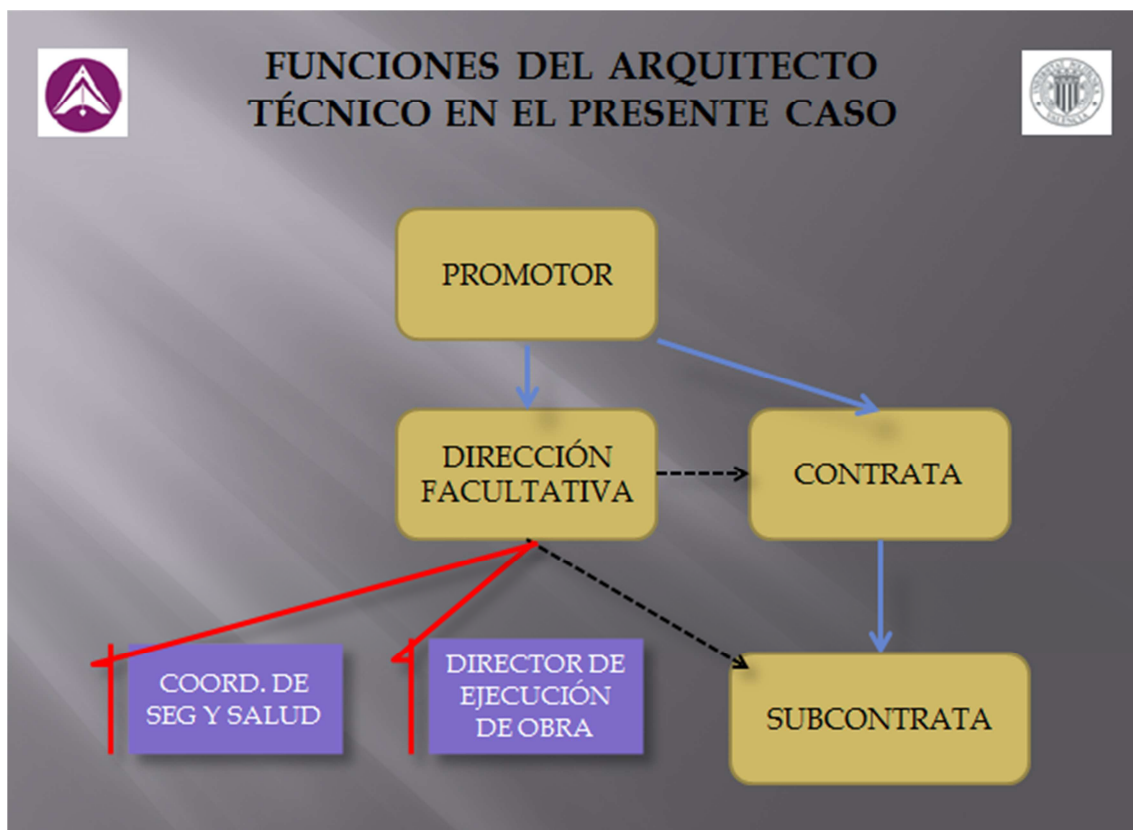 FUNCIONES DEL ARQUITECTO
TÉCNICO EN EL PRESENTE CASO
PROMOTOR
DIRECCIÓN
FACULTATIVA
CONTRATA
COORD. DE
SEG Y SALUD
DIRECTOR DE
EJECUCIÓN
DE OBRA
SUBCONTRATA